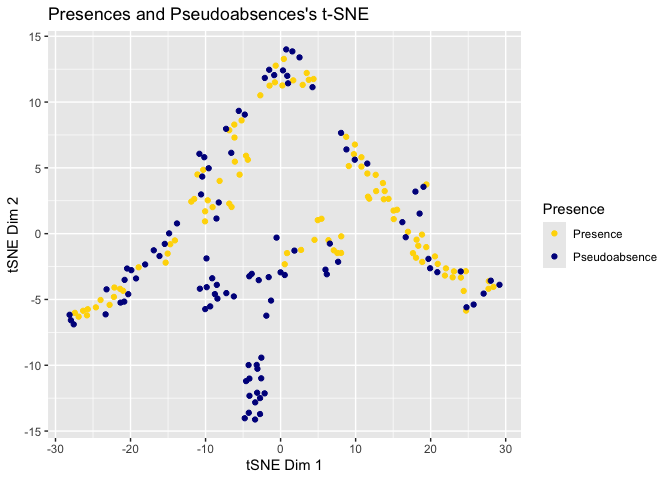 Presences and Pseudoabsences's t-SNE
15
10
5
0
-5
-10
-15
tSNE Dim 2
-30
-20
-10
0
10
20
30
tSNE Dim 1
Presence
Presence
Pseudoabsence